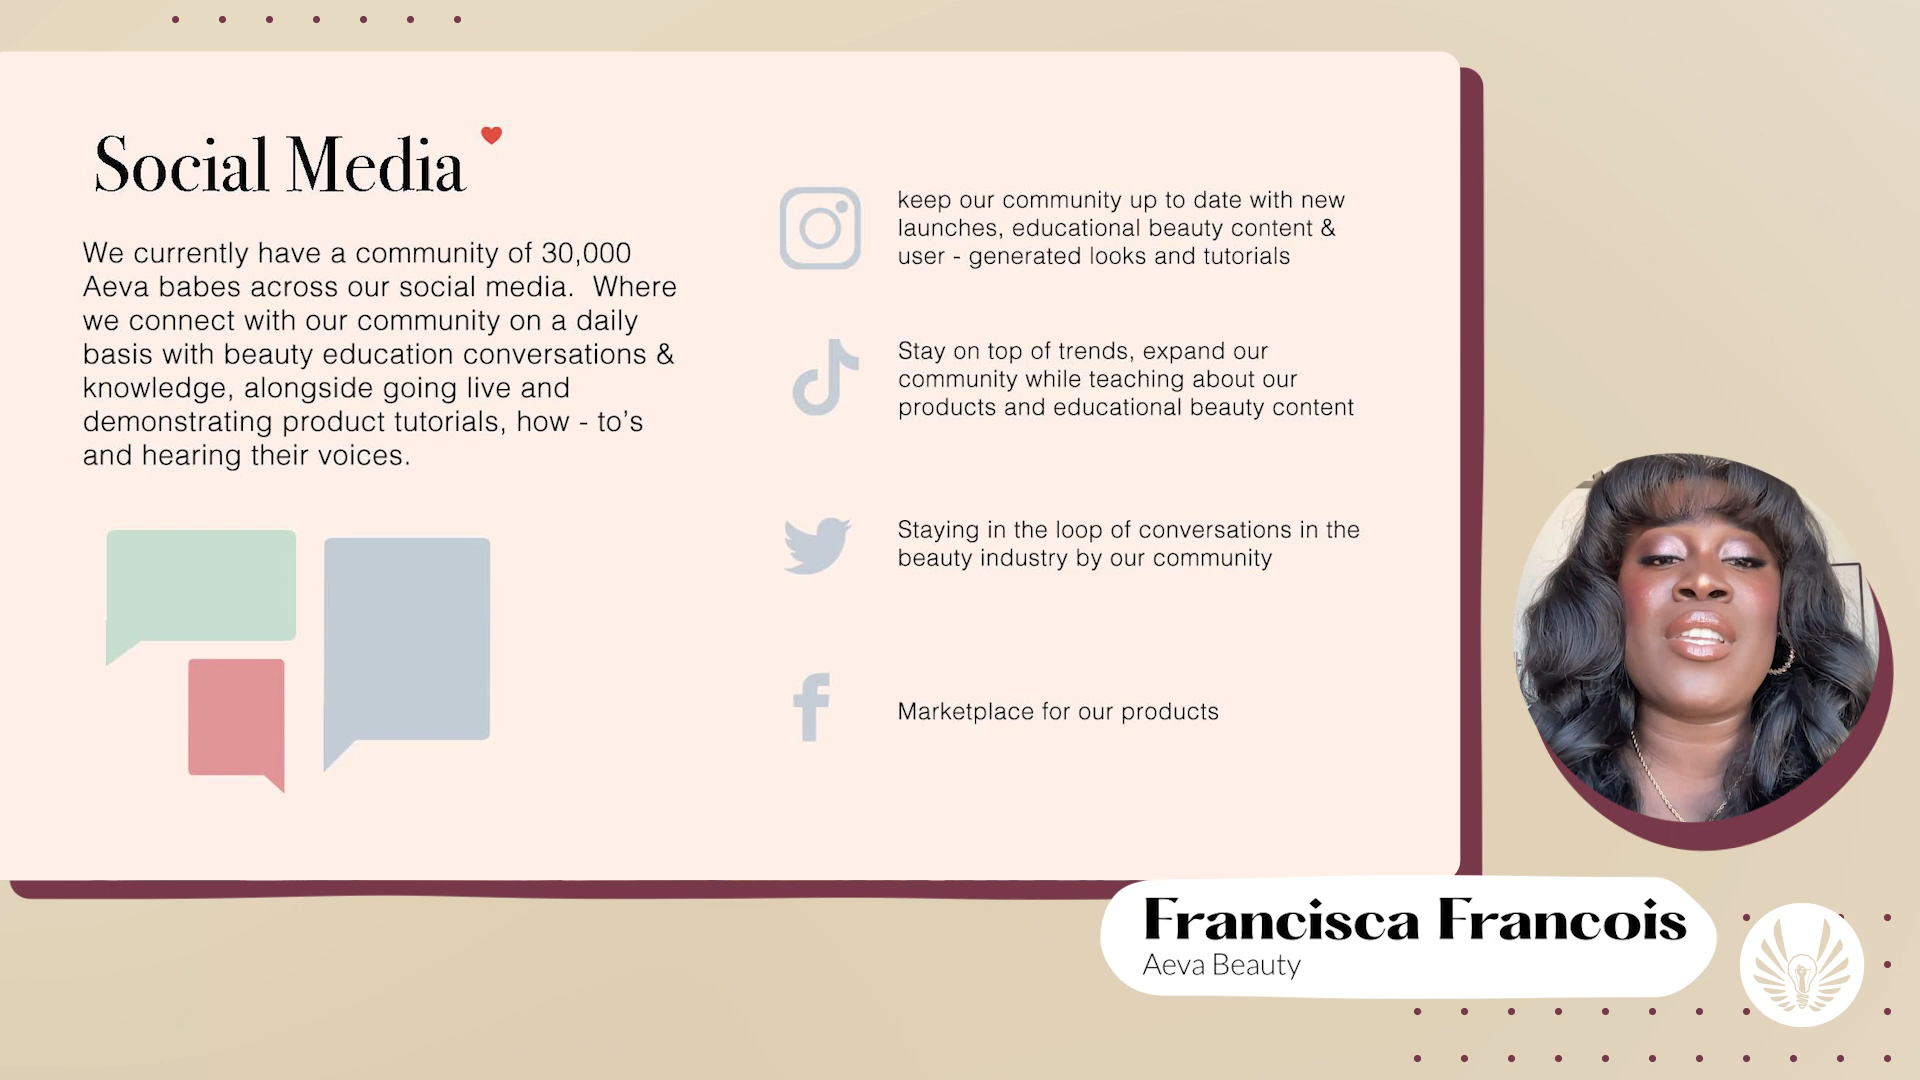 Social Media
We currently have a community of 30,000
Aeva babes across our social media.  Where
we connect with our community on a daily
basis with beauty education conversations &
knowledge, alongside going live and
demonstrating product tutorials, how - to’s
and hearing their voices.
keep our community up to date with new
launches, educational beauty content &
user - generated looks and tutorials
Stay on top of trends, expand our
community while teaching about our
products and educational beauty content
Staying in the loop of conversations in the
beauty industry by our community
Marketplace for our products
Francisca Francois
Aeva Beauty